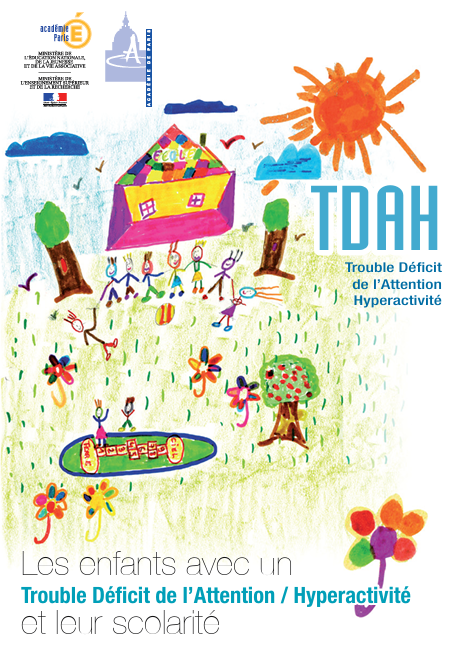 académie
Paris
MINISTÈRE DE
L'ÉDUCATION NATIONALE,
DE LA JEUNESSE
ET DE LA VIE ASSOCIATIVE
MINISTÈRE DE
L'ENSEIGNEMENT SUPÉRIEUR
ET DE LA RECHERCHE
ACADÉMIE DE PARIS
Ecole
TDAH
Trouble Déficit
de l'Attention
Hyperactivité
TERRE
CIEL
Les enfants avec un
Trouble Déficit de l'Attention / Hyperactivité
et leur scolarité